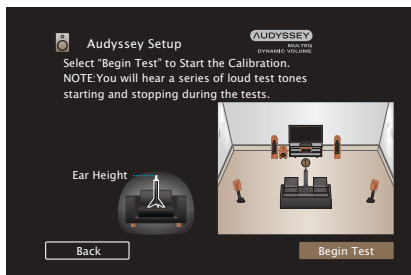 Audyssey Setup
AUDYSSEY
MULTEQ
DYNAMIC VOLUME
Select “Begin Test” to Start the Calibration.
NOTE:You will hear a series of loud test tones
starting and stopping during the tests.
Ear Height
Back
Begin Test